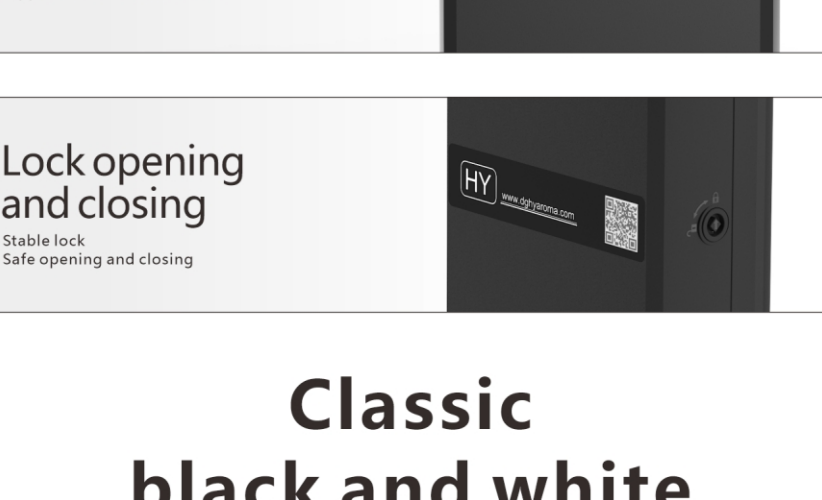 Lock opening
and closing
Stable lock
Safe opening and closing
HY
www.dghyaroma.com
Classic
black and white